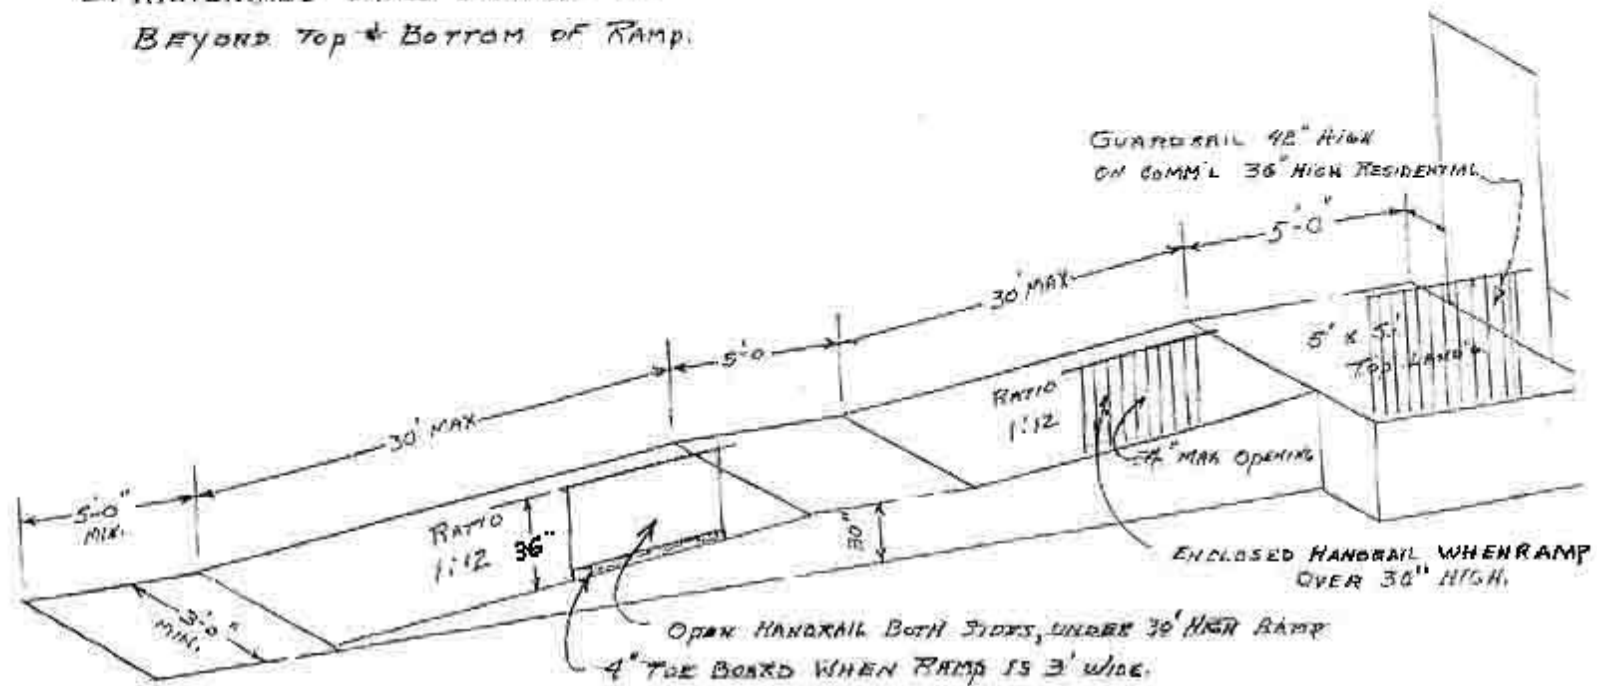 BEYOND TOP & BOTTOM OF RAMP.
GUARDRAIL 42" HIGH
ON COMM'L 36" HIGH RESIDENTIAL
5'-0"
30' MAX
5'-0
30' MAX
5'-0"
MIN.
5' x 5'
TOP LAND'G
RATIO
1:12
4" MAX OPENING
RATIO
1:12
36"
30"
3'-0"
MIN.
ENCLOSED HANDRAIL WHEN RAMP
OVER 30" HIGH.
OPEN HANDRAIL BOTH SIDES, UNDER 30" HIGH RAMP
4" TOE BOARD WHEN RAMP IS 3' WIDE.